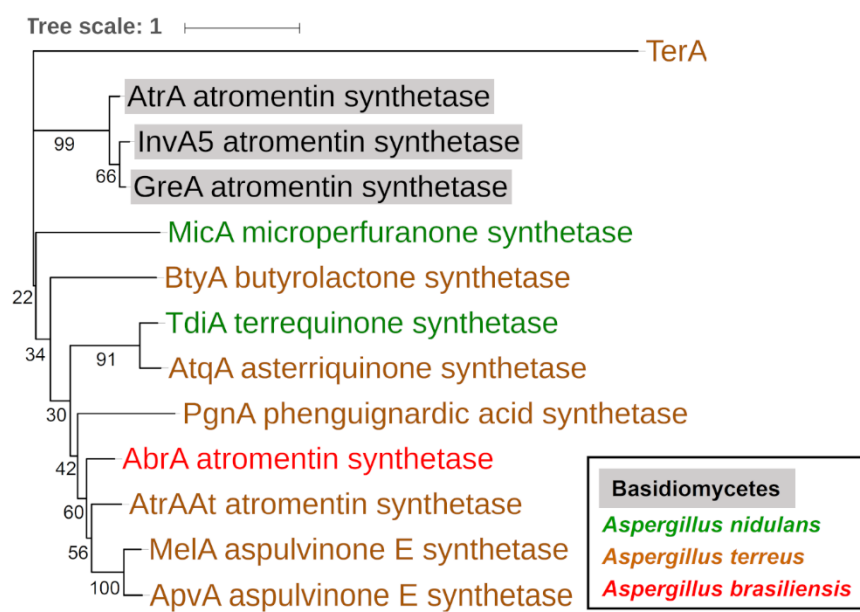 Tree scale: 1
TerA
AtrA atromentin synthetase
99
InvA5 atromentin synthetase
66
GreA atromentin synthetase
MicA microperfuranone synthetase
22
BtyA butyrolactone synthetase
TdiA terrequinone synthetase
34
91
AtqA asterriquinone synthetase
30
PgnA phenguignardic acid synthetase
AbrA atromentin synthetase
42
AtrAAt atromentin synthetase
60
MelA aspulvinone E synthetase
56
100
ApvA aspulvinone E synthetase
Basidiomycetes
Aspergillus nidulans
Aspergillus terreus
Aspergillus brasiliensis